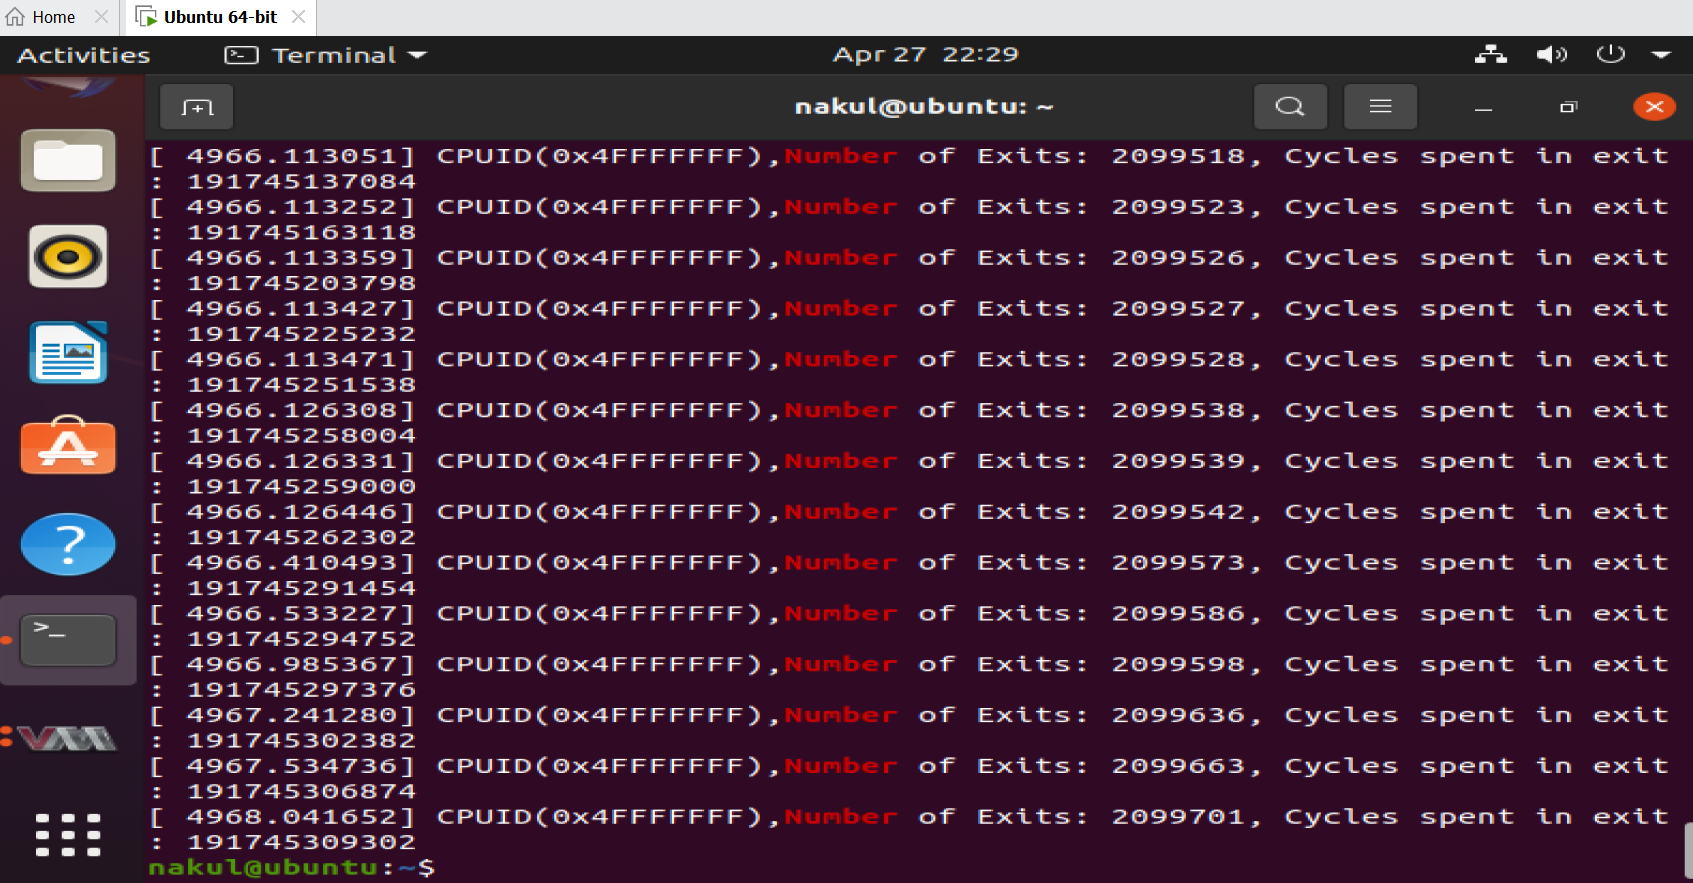 Home
Ubuntu 64-bit
Activities
Terminal
Apr 27 22:29
nakul@ubuntu: ~
[ 4966.113051] CPUID(0x4FFFFFFF),Number of Exits: 2099518, Cycles spent in exit
: 191745137084
[ 4966.113252] CPUID(0x4FFFFFFF),Number of Exits: 2099523, Cycles spent in exit
: 191745163118
[ 4966.113359] CPUID(0x4FFFFFFF),Number of Exits: 2099526, Cycles spent in exit
: 191745203798
[ 4966.113427] CPUID(0x4FFFFFFF),Number of Exits: 2099527, Cycles spent in exit
: 191745225232
[ 4966.113471] CPUID(0x4FFFFFFF),Number of Exits: 2099528, Cycles spent in exit
: 191745251538
[ 4966.126308] CPUID(0x4FFFFFFF),Number of Exits: 2099538, Cycles spent in exit
: 191745258004
[ 4966.126331] CPUID(0x4FFFFFFF),Number of Exits: 2099539, Cycles spent in exit
: 191745259000
[ 4966.126446] CPUID(0x4FFFFFFF),Number of Exits: 2099542, Cycles spent in exit
: 191745262302
[ 4966.410493] CPUID(0x4FFFFFFF),Number of Exits: 2099573, Cycles spent in exit
: 191745291454
[ 4966.533227] CPUID(0x4FFFFFFF),Number of Exits: 2099586, Cycles spent in exit
: 191745294752
[ 4966.985367] CPUID(0x4FFFFFFF),Number of Exits: 2099598, Cycles spent in exit
: 191745297376
[ 4967.241280] CPUID(0x4FFFFFFF),Number of Exits: 2099636, Cycles spent in exit
: 191745302382
[ 4967.534736] CPUID(0x4FFFFFFF),Number of Exits: 2099663, Cycles spent in exit
: 191745306874
[ 4968.041652] CPUID(0x4FFFFFFF),Number of Exits: 2099701, Cycles spent in exit
: 191745309302
nakul@ubuntu:~$